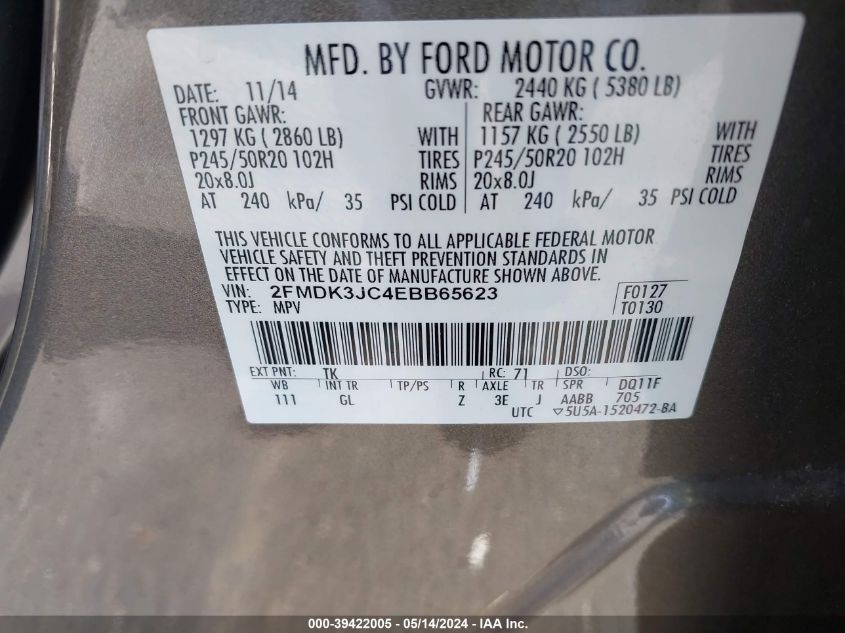 MFD. BY FORD MOTOR CO.
DATE: 11/14 GVWR: 2440 KG ( 5380 LB)
FRONT GAWR: REAR GAWR:
1297 KG ( 2860 LB) WITH 1157 KG ( 2550 LB) WITH
P245/50R20 102H TIRES P245/50R20 102H TIRES
20x8.0J RIMS 20x8.0J RIMS
AT 240 kPa/ 35 PSI COLD AT 240 kPa/ 35 PSI COLD
THIS VEHICLE CONFORMS TO ALL APPLICABLE FEDERAL MOTOR
VEHICLE SAFETY AND THEFT PREVENTION STANDARDS IN
EFFECT ON THE DATE OF MANUFACTURE SHOWN ABOVE.
VIN: 2FMDK3JC4EBB65623 F0127
TYPE: MPV T0130
EXT PNT: TK RC: 71 DSO:
WB INT TR TP/PS R AXLE TR SPR DQ11F
111 GL Z 3E J AABB 705
UTC ▽5U5A-1520472-BA
000-39422005 - 05/14/2024 - IAA Inc.